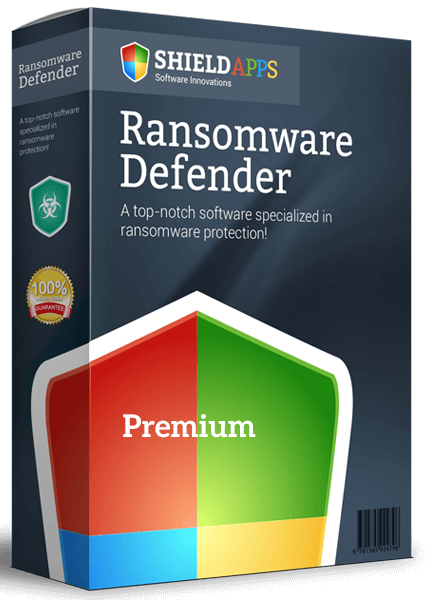 Ransomware
Defender
A top-notch software
specialized in
ransomware
protection!
100%
GUARANTEE
SHIELDAPPS
Software Innovations
Ransomware
Defender
A top-notch software specialized in
ransomware protection!
Premium